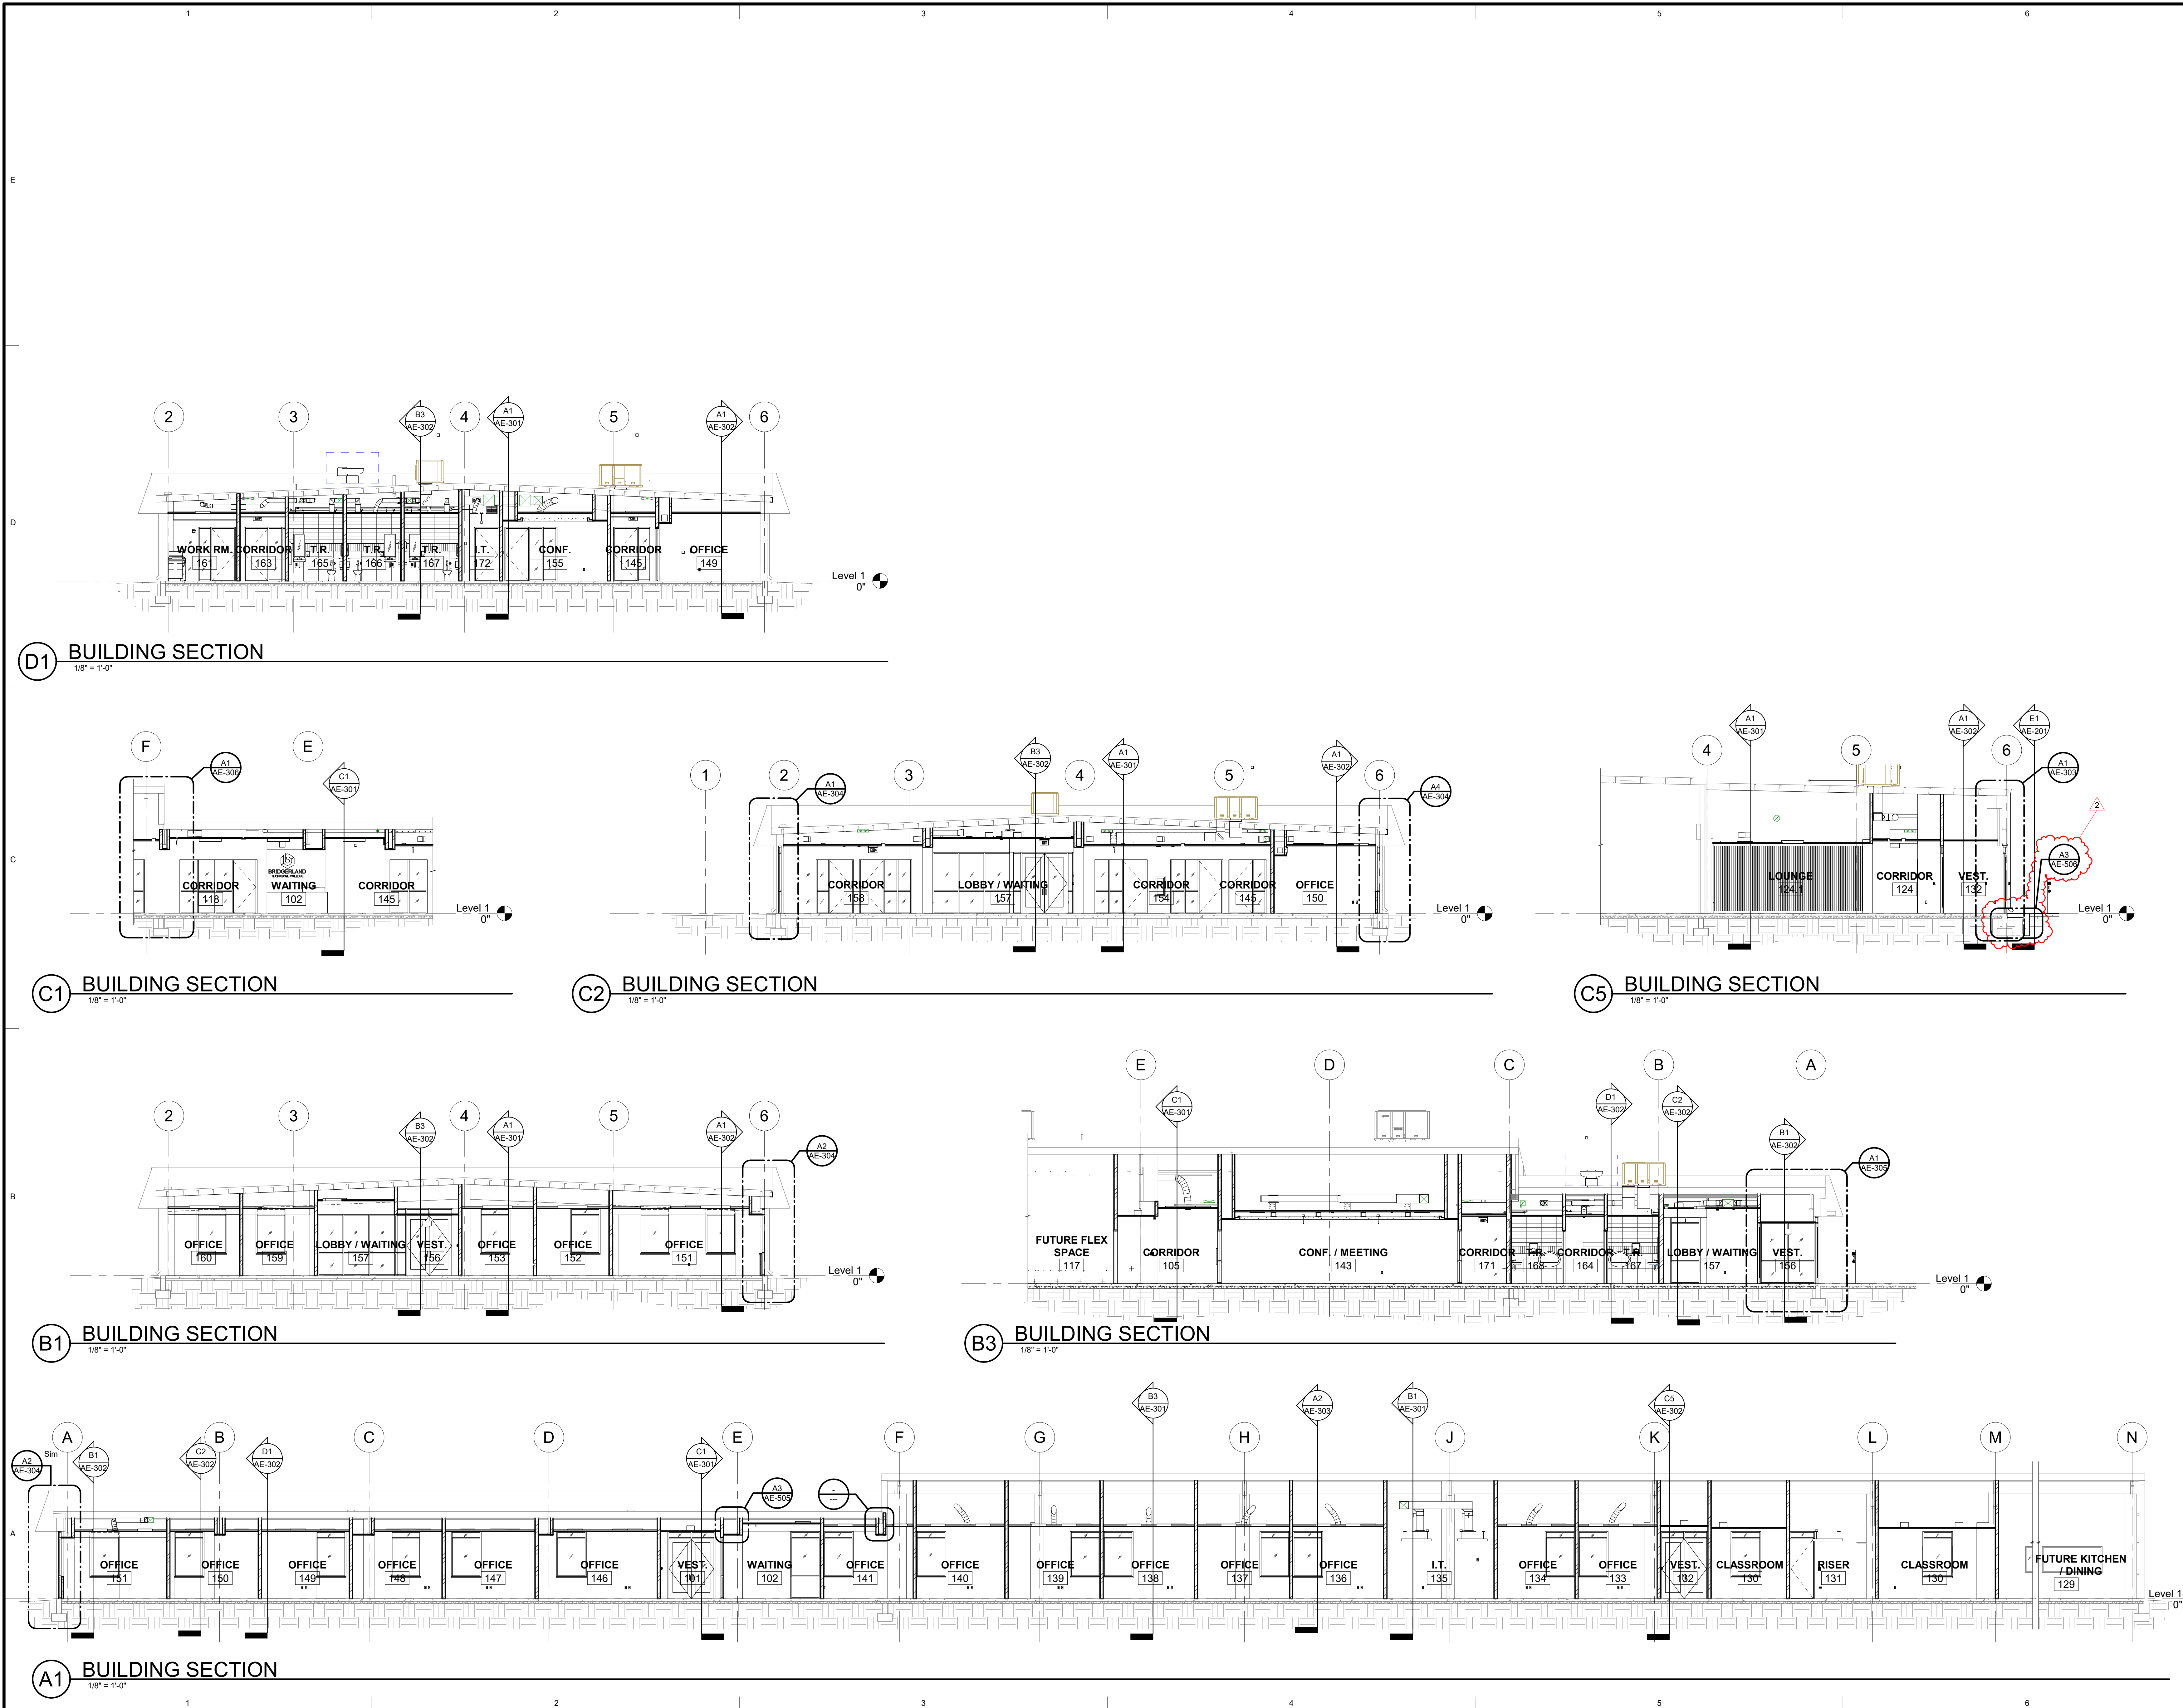 1 2 3 4 5 6
E
2 3 B3 AE-302 4 A1 AE-301 5 A1 AE-302 6
D
WORK RM. CORRIDOR T.R. T.R. T.R. I.T. CONF. CORRIDOR OFFICE
161 163 165 166 167 172 155 145 149
Level 1
0"
D1 BUILDING SECTION
1/8" = 1'-0"
F A1 AE-306 E C1 AE-301
BRIDGERLAND
TECHNICAL COLLEGE
CORRIDOR WAITING CORRIDOR
118 102 145
Level 1
0"
C1 BUILDING SECTION
1/8" = 1'-0"
1 2 A1 AE-304 3 B3 AE-302 4 A1 AE-301 5 A1 AE-302 6 A4 AE-304
C
CORRIDOR LOBBY / WAITING CORRIDOR CORRIDOR OFFICE
158 157 154 145 150
Level 1
0"
C2 BUILDING SECTION
1/8" = 1'-0"
A1 AE-301 A1 AE-302 E1 AE-201
4 5 6 A1 AE-303
2
A3 AE-506
LOUNGE CORRIDOR VEST.
124.1 124 132
Level 1
0"
C5 BUILDING SECTION
1/8" = 1'-0"
2 3 B3 AE-302 4 A1 AE-301 5 A1 AE-302 6 A2 AE-304
B
OFFICE OFFICE LOBBY / WAITING VEST. OFFICE OFFICE OFFICE
160 159 157 156 153 152 151
Level 1
0"
B1 BUILDING SECTION
1/8" = 1'-0"
E C1 AE-301 D C D1 AE-302 B C2 AE-302 B1 AE-302 A A1 AE-305
FUTURE FLEX
SPACE CORRIDOR CONF. / MEETING CORRIDOR T.R. CORRIDOR T.R. LOBBY / WAITING VEST.
117 105 143 171 168 164 167 157 156
Level 1
0"
B3 BUILDING SECTION
1/8" = 1'-0"
B3 AE-301 A2 AE-303 B1 AE-301 C5 AE-302
A2 AE-304 Sim A B1 AE-302 C2 AE-302 B D1 AE-302 C D C1 AE-301 E A3 AE-505 - --- F G H J K L M N
A
OFFICE OFFICE OFFICE OFFICE OFFICE OFFICE VEST. WAITING OFFICE OFFICE OFFICE OFFICE OFFICE OFFICE I.T. OFFICE OFFICE VEST. CLASSROOM RISER CLASSROOM FUTURE KITCHEN
/ DINING
151 150 149 148 147 146 101 102 141 140 139 138 137 136 135 134 133 132 130 131 130 129
Level 1
0"
A1 BUILDING SECTION
1/8" = 1'-0"
1 2 3 4 5 6